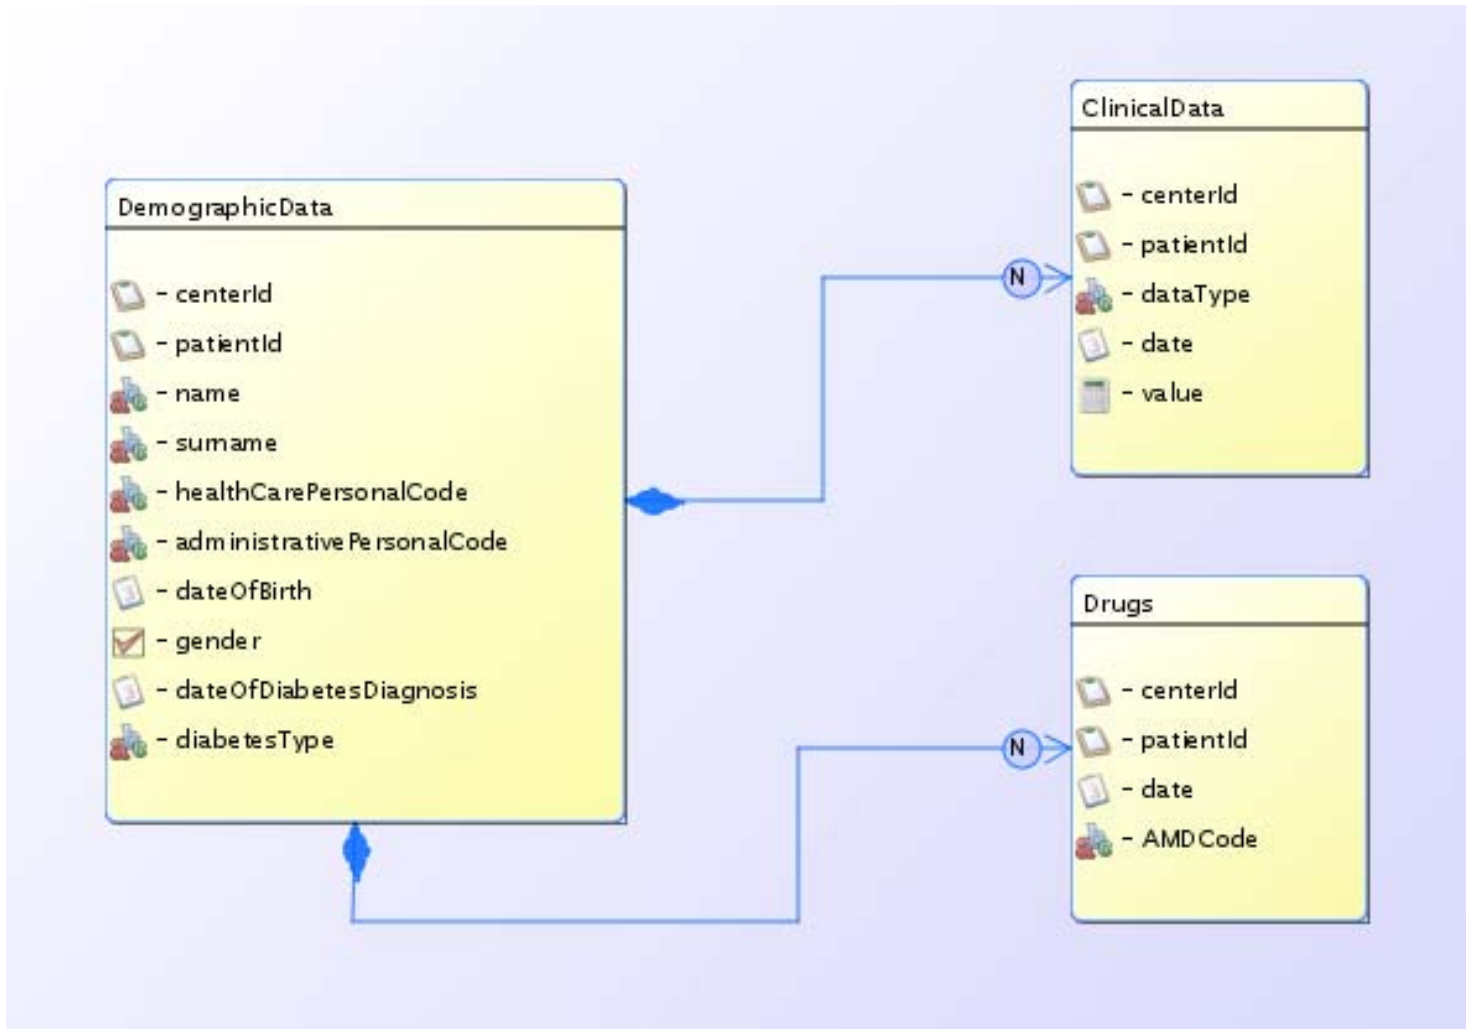 DemographicData
- centerId
- patientId
- name
- surname
- healthCarePersonalCode
- administrativePersonalCode
- dateOfBirth
- gender
- dateOfDiabetesDiagnosis
- diabetesType
N
ClinicalData
- centerId
- patientId
- dataType
- date
- value
N
Drugs
- centerId
- patientId
- date
- AMDCode